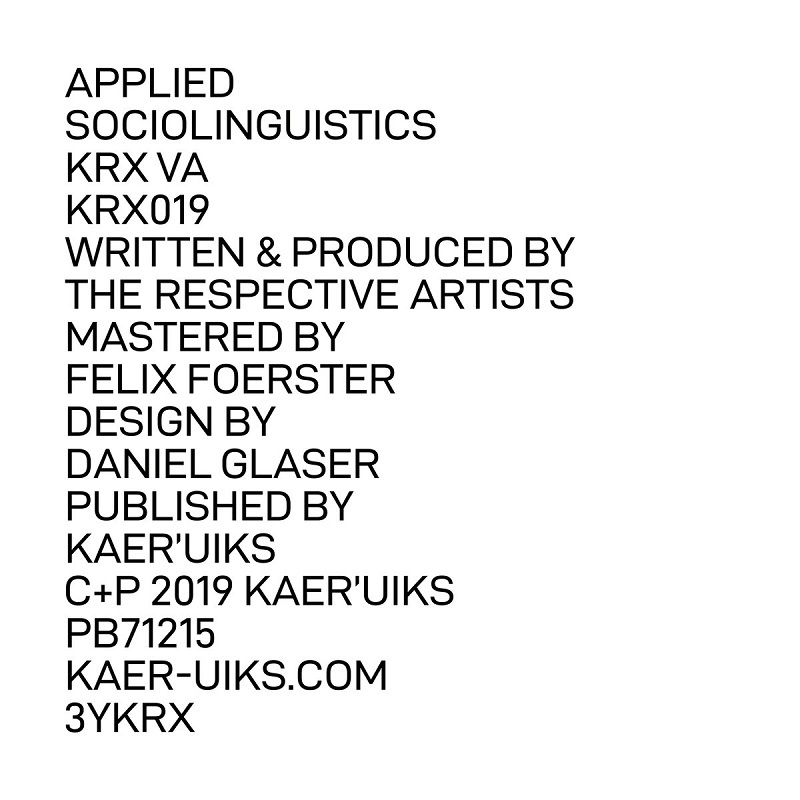 APPLIED
SOCIOLINGUISTICS
KRX VA
KRX019
WRITTEN & PRODUCED BY
THE RESPECTIVE ARTISTS
MASTERED BY
FELIX FOERSTER
DESIGN BY
DANIEL GLASER
PUBLISHED BY
KAER'UIKS
C+P 2019 KAER'UIKS
PB71215
KAER-UIKS.COM
3YKRX